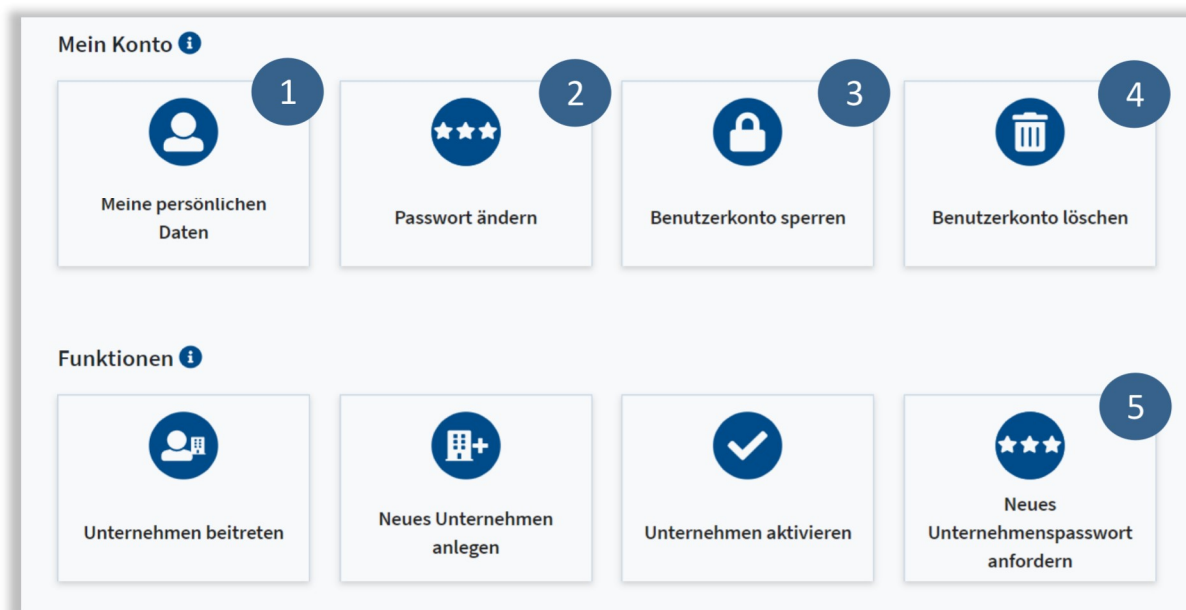 Mein Konto
1
2
3
4
Meine persönlichen
Daten
Passwort ändern
Benutzerkonto sperren
Benutzerkonto löschen
Funktionen
5
Unternehmen beitreten
Neues Unternehmen
anlegen
Unternehmen aktivieren
Neues
Unternehmenspasswort
anfordern